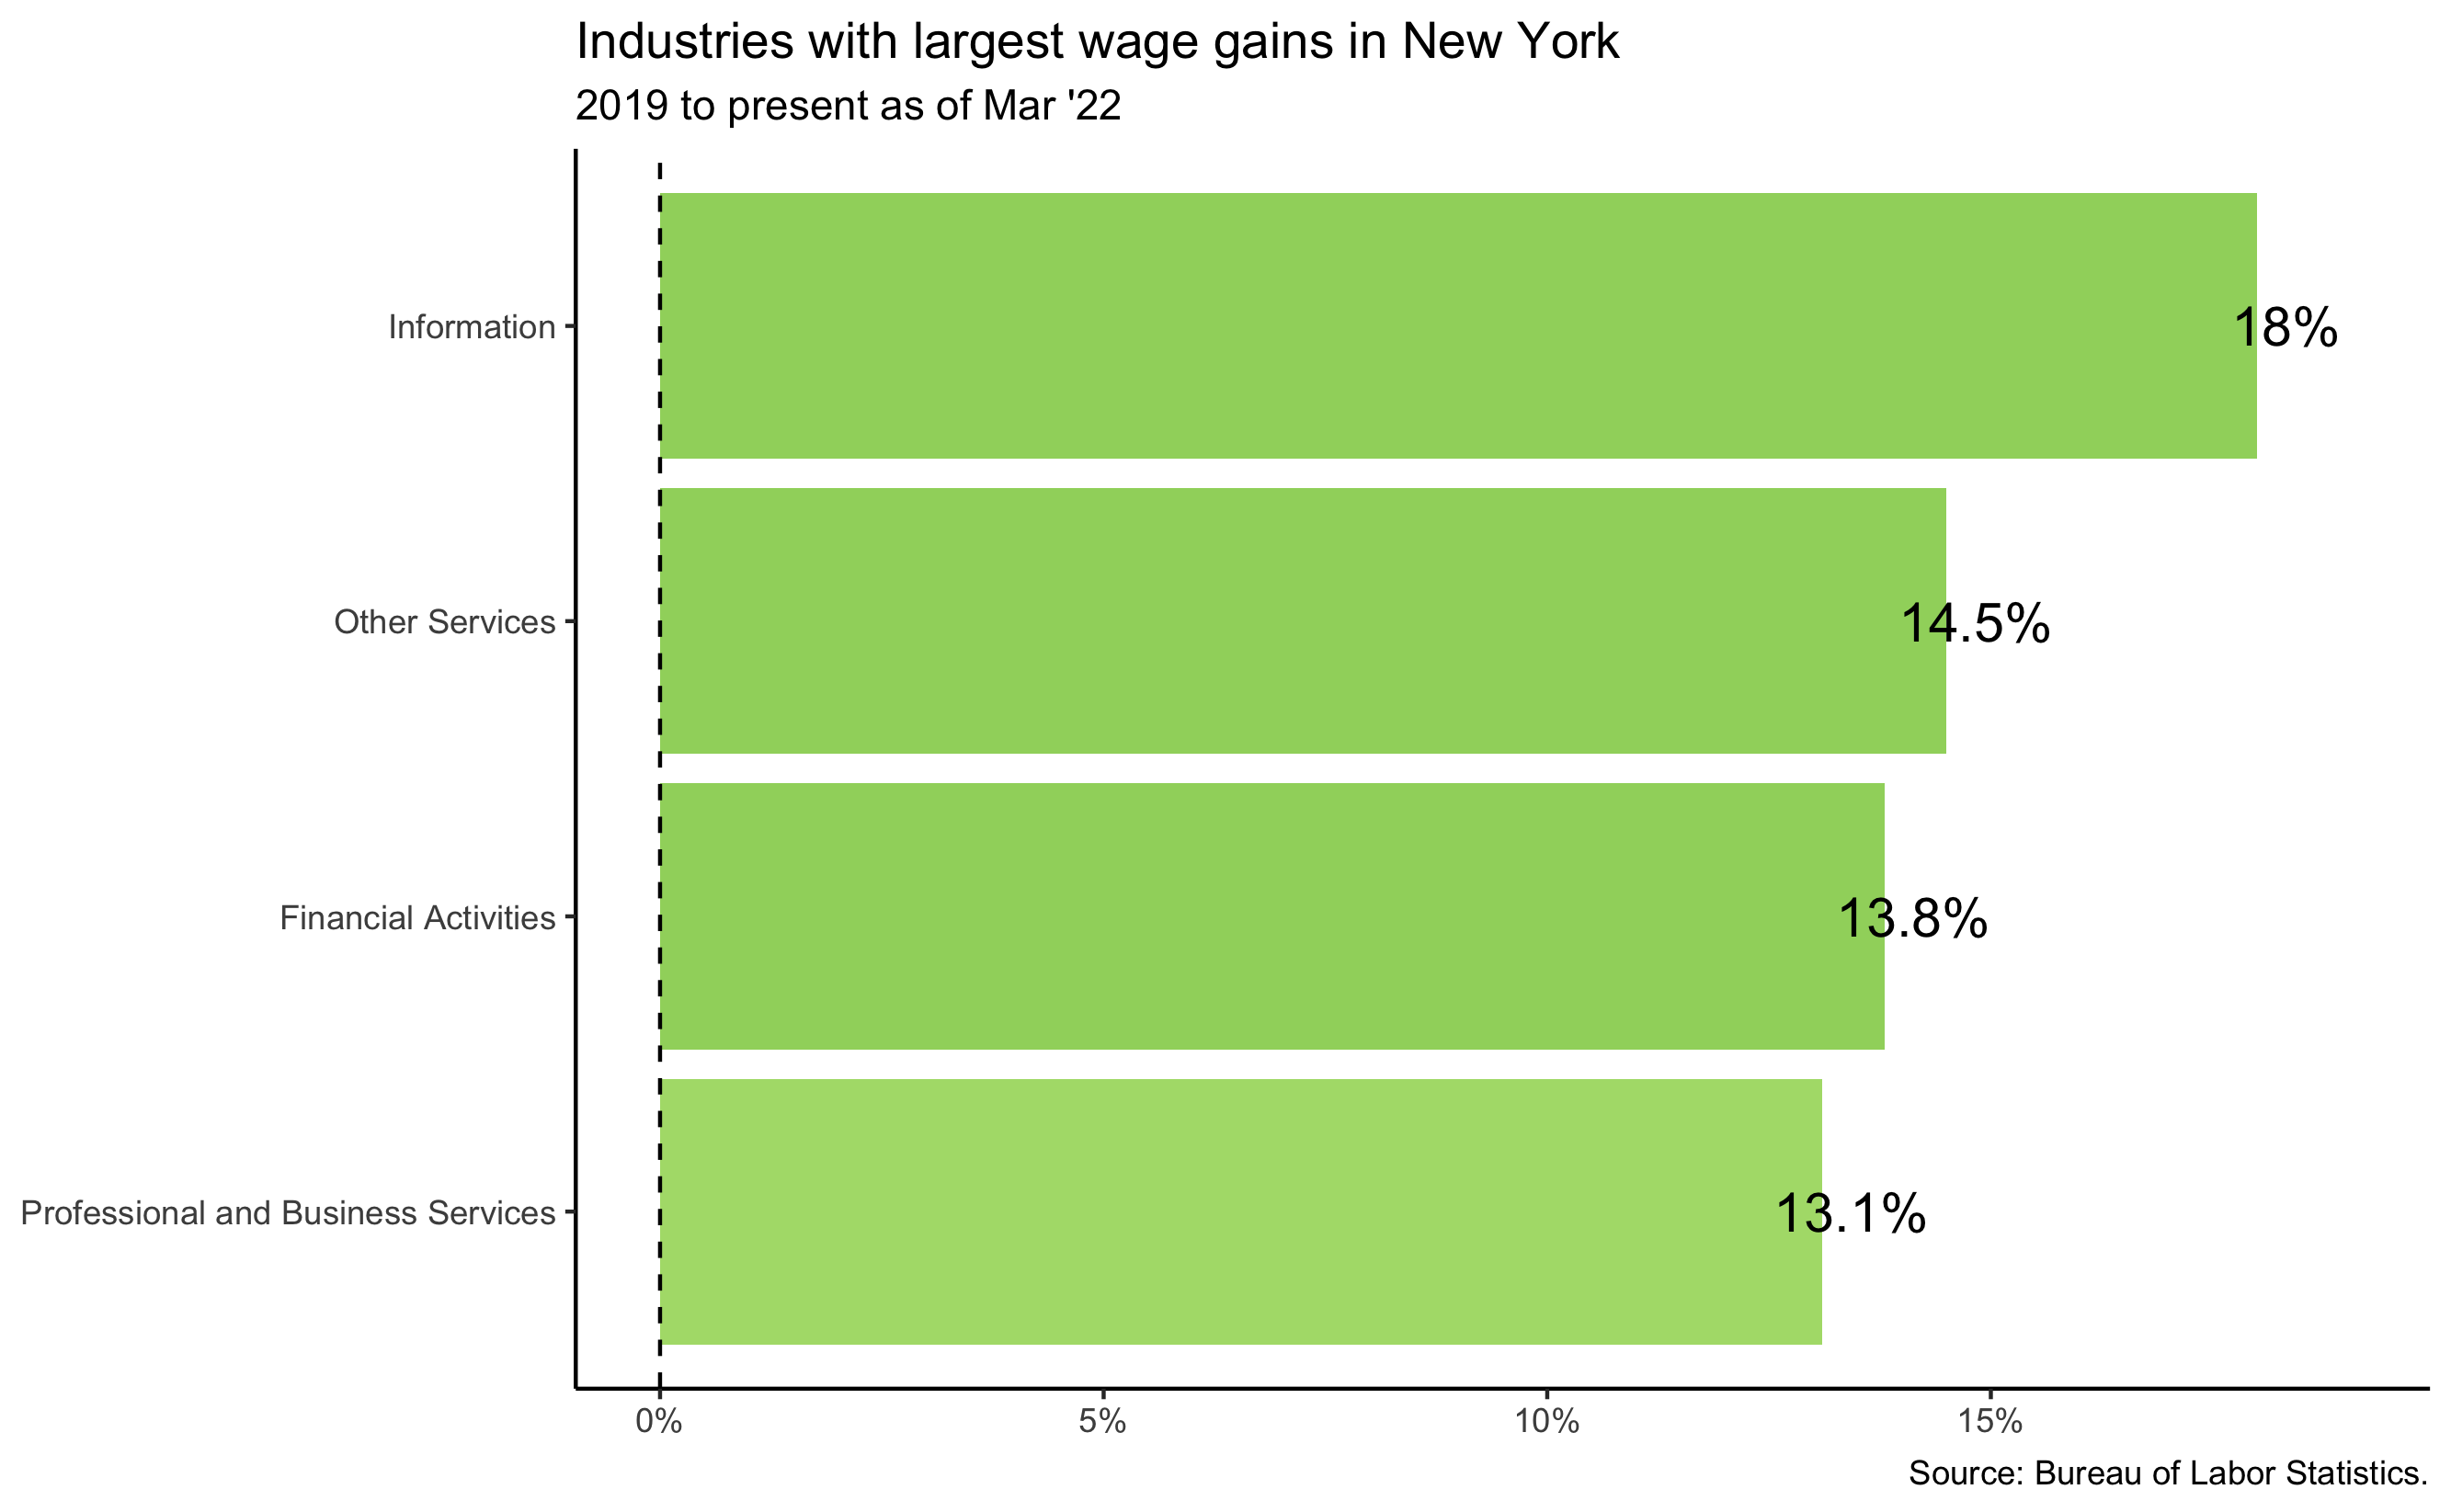 Industries with largest wage gains in New York
2019 to present as of Mar '22
Information
18%
Other Services
14.5%
Financial Activities
13.8%
Professional and Business Services
13.1%
0%
5%
10%
15%
Source: Bureau of Labor Statistics.